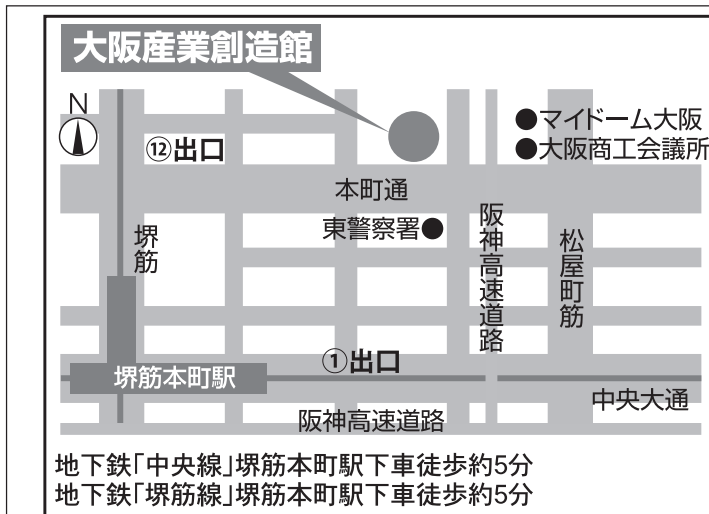 大阪産業創造館
N
⑫出口
●マイドーム大阪
●大阪商工会議所
本町通
東警察署●
堺筋
阪神高速道路
松屋町筋
①出口
堺筋本町駅
中央大通
阪神高速道路
地下鉄「中央線」堺筋本町駅下車徒歩約5分
地下鉄「堺筋線」堺筋本町駅下車徒歩約5分